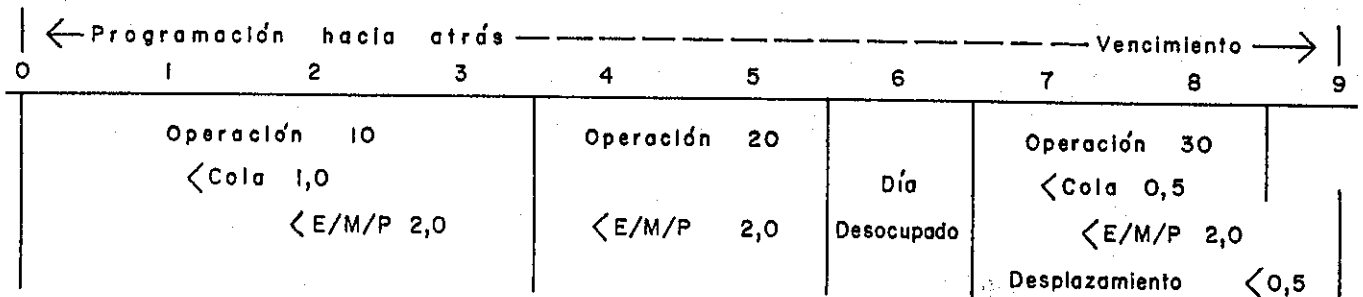 ← Programación hacia atrás — — — — — — — — — — — Vencimiento →
0 1 2 3 4 5 6 7 8 9
Operación 10 Operación 20 Operación 30
<Cola 1,0 Día <Cola 0,5
<E/M/P 2,0 <E/M/P 2,0 Desocupado <E/M/P 2,0
Desplazamiento <0,5